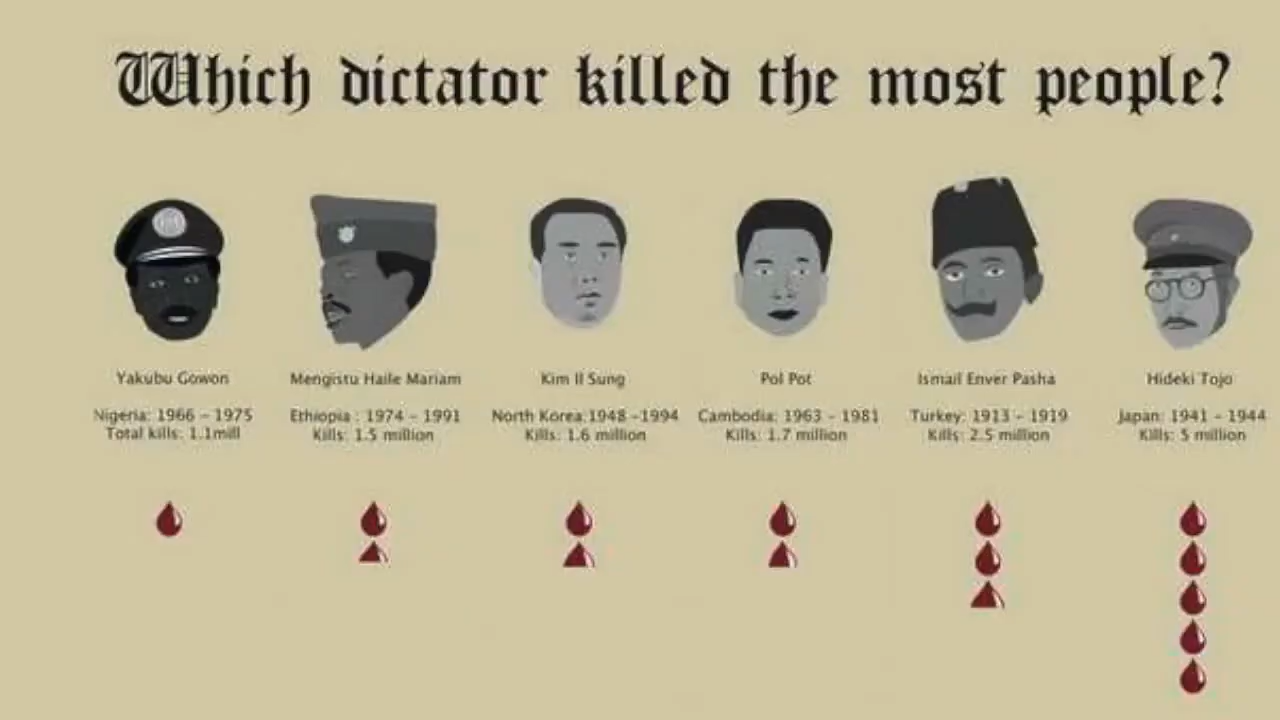 Which dictator killed the most people?
Yakubu Gowon
Nigeria: 1966 - 1975
Total kills: 1.1mill
Mengistu Haile Mariam
Ethiopia : 1974 - 1991
Kills: 1.5 million
Kim Il Sung
North Korea:1948 -1994
Kills: 1.6 million
Pol Pot
Cambodia: 1963 - 1981
Kills: 1.7 million
Ismail Enver Pasha
Turkey: 1913 - 1919
Kills: 2.5 million
Hideki Tojo
Japan: 1941 - 1944
Kills: 5 million